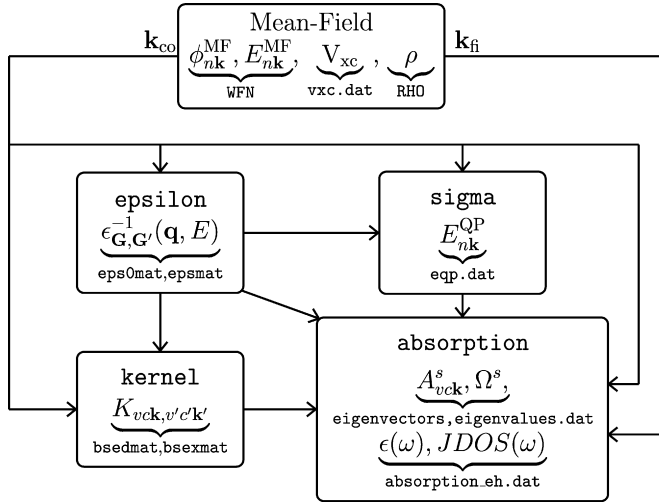 Mean-Field
k_co
ϕ^MF_nk, E^MF_nk, V_xc, ρ
k_fi
WFN vxc.dat RHO
epsilon
ϵ^−1_G,G′(q, E)
eps0mat,epsmat
sigma
E^QP_nk
eqp.dat
kernel
K_vck,v′c′k′
bsedmat,bsexmat
absorption
A^s_vck, Ω^s,
eigenvectors,eigenvalues.dat
ϵ(ω), JDOS(ω)
absorption_eh.dat